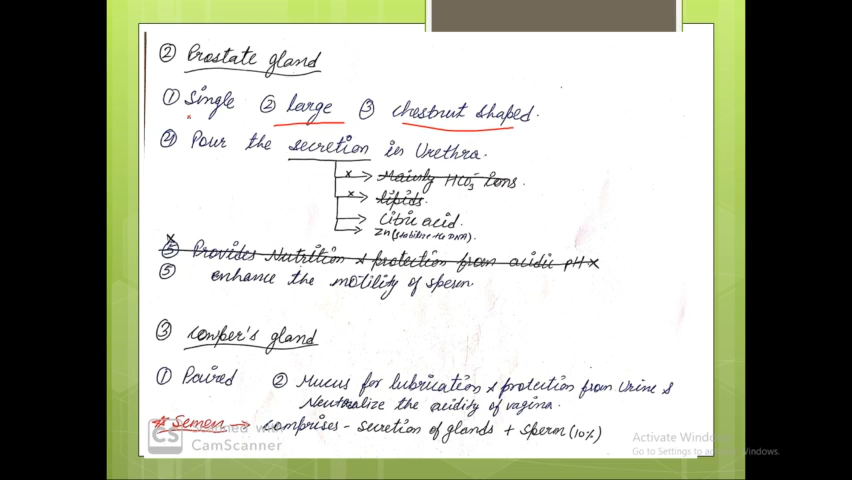 ② Prostate gland
① Single ② Large ③ chestnut shaped.
② Pour the secretion in Urethra.
x → Mainly HCO3⁻ Ions
x → lipids
→ Citric acid.
→ Zn (stabilize the DNA).
x
⑤ Provides Nutrition & protection from acidic pH x
⑤ enhance the motility of sperm.
③ Cowper's gland
① Paired ② Mucus for lubrication & protection from Urine &
Neutralize the acidity of vagina.
* Semen → comprises - secretion of glands + sperm (10%)
CS CamScanner
Activate Windows
Go to Settings to activate Windows.